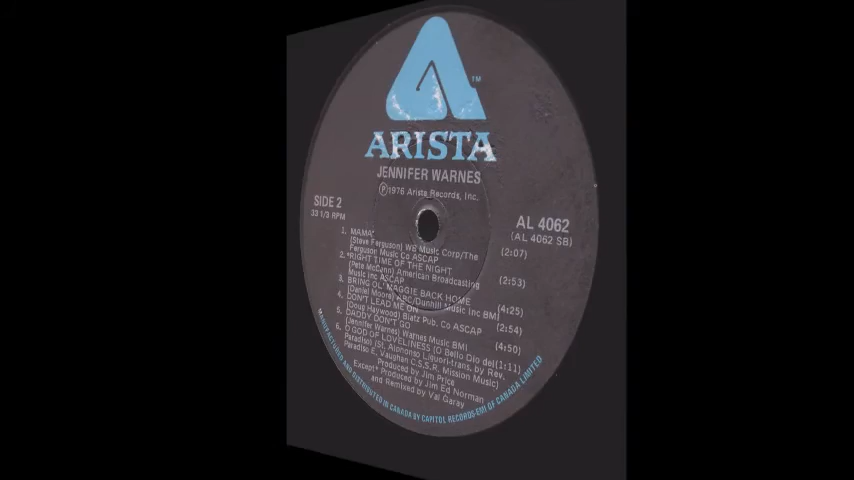 TM
ARISTA
JENNIFER WARNES
Ⓟ1976 Arista Records, Inc.
SIDE 2
33 1/3 RPM
AL 4062
(AL 4062 SB)
1. MAMA* (2:07)
(Steve Ferguson) WB Music Corp/The
Ferguson Music Co ASCAP
2. *RIGHT TIME OF THE NIGHT (2:53)
(Pete McCann) American Broadcasting
Music Inc ASCAP
3. BRING OL' MAGGIE BACK HOME (4:25)
(Daniel Moore) ABC/Dunhill Music Inc BMI
4. DON'T LEAD ME ON (2:54)
(Doug Haywood) Blatz Pub. Co ASCAP
5. DADDY DON'T GO (4:50)
(Jennifer Warnes) Warnes Music BMI
6. O GOD OF LOVELINESS (O Bello Dio del (1:11)
Paradiso) (St. Alphonso Liguori-trans. by Rev.
Paradiso E. Vaughan C.S.S.R. Mission Music)
Produced by Jim Price
Except* Produced by Jim Ed Norman
and Remixed by Val Garay
MANUFACTURED AND DISTRIBUTED IN CANADA BY CAPITOL RECORDS-EMI OF CANADA LIMITED